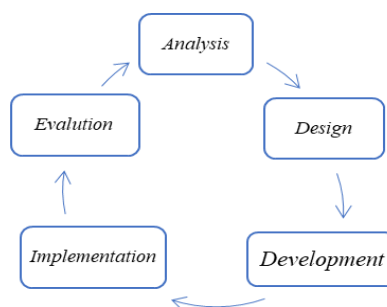 Analysis
Design
Development
Implementation
Evalution